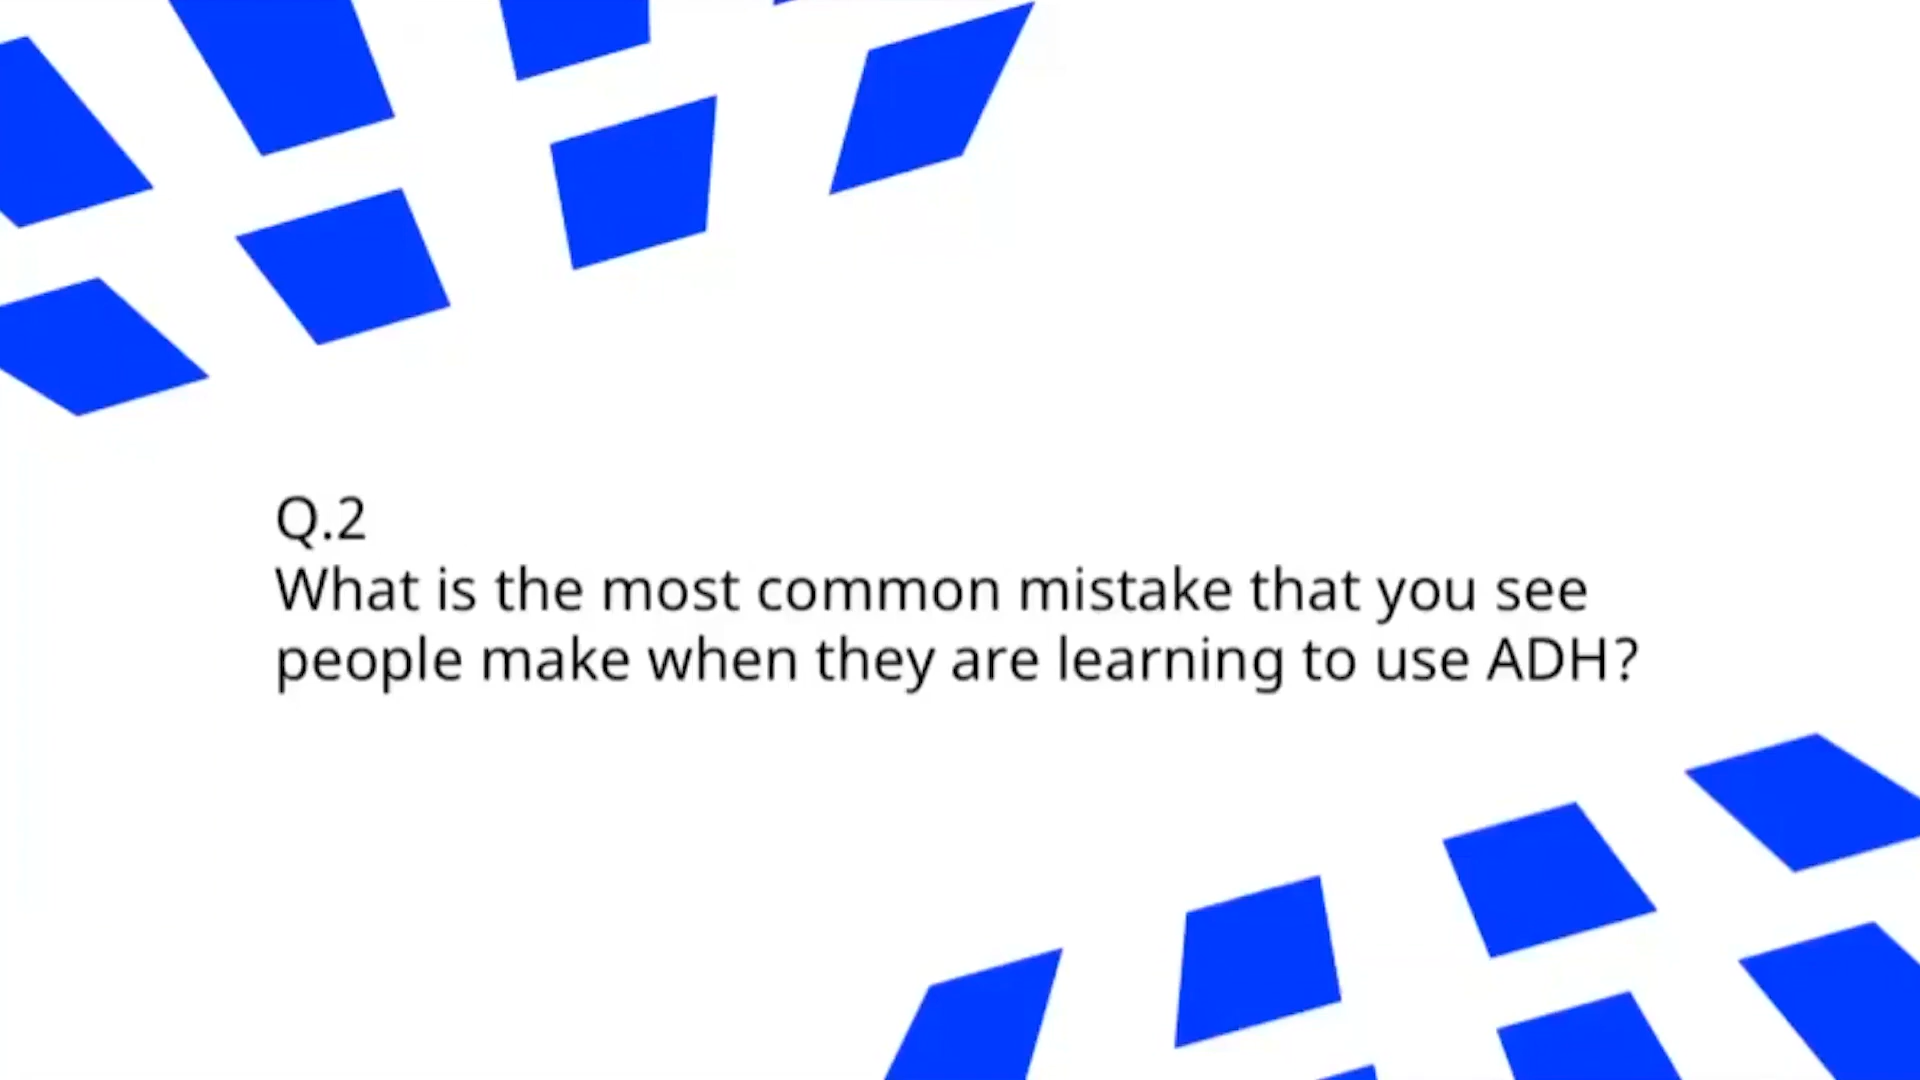 Q.2
What is the most common mistake that you see
people make when they are learning to use ADH?